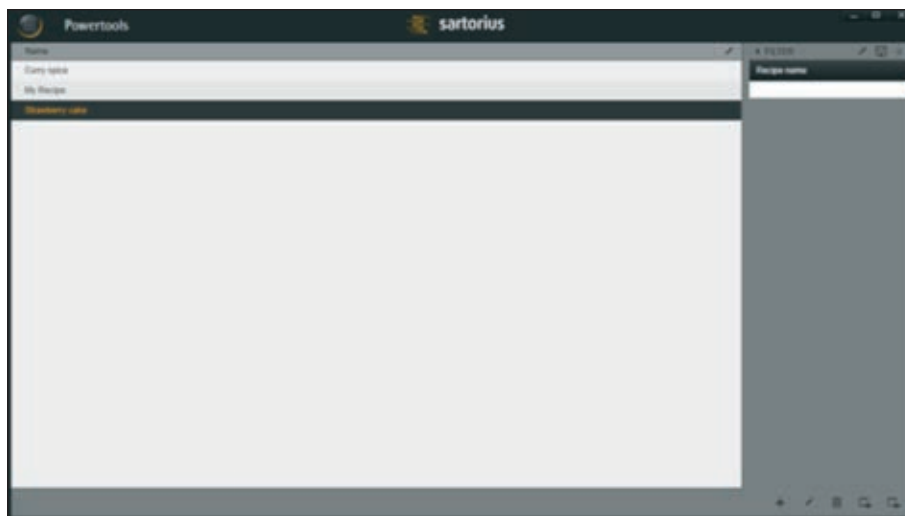 Powertools
sartorius
Name
FILTER
Curry spice
Recipe name
My Recipe
Strawberry cake